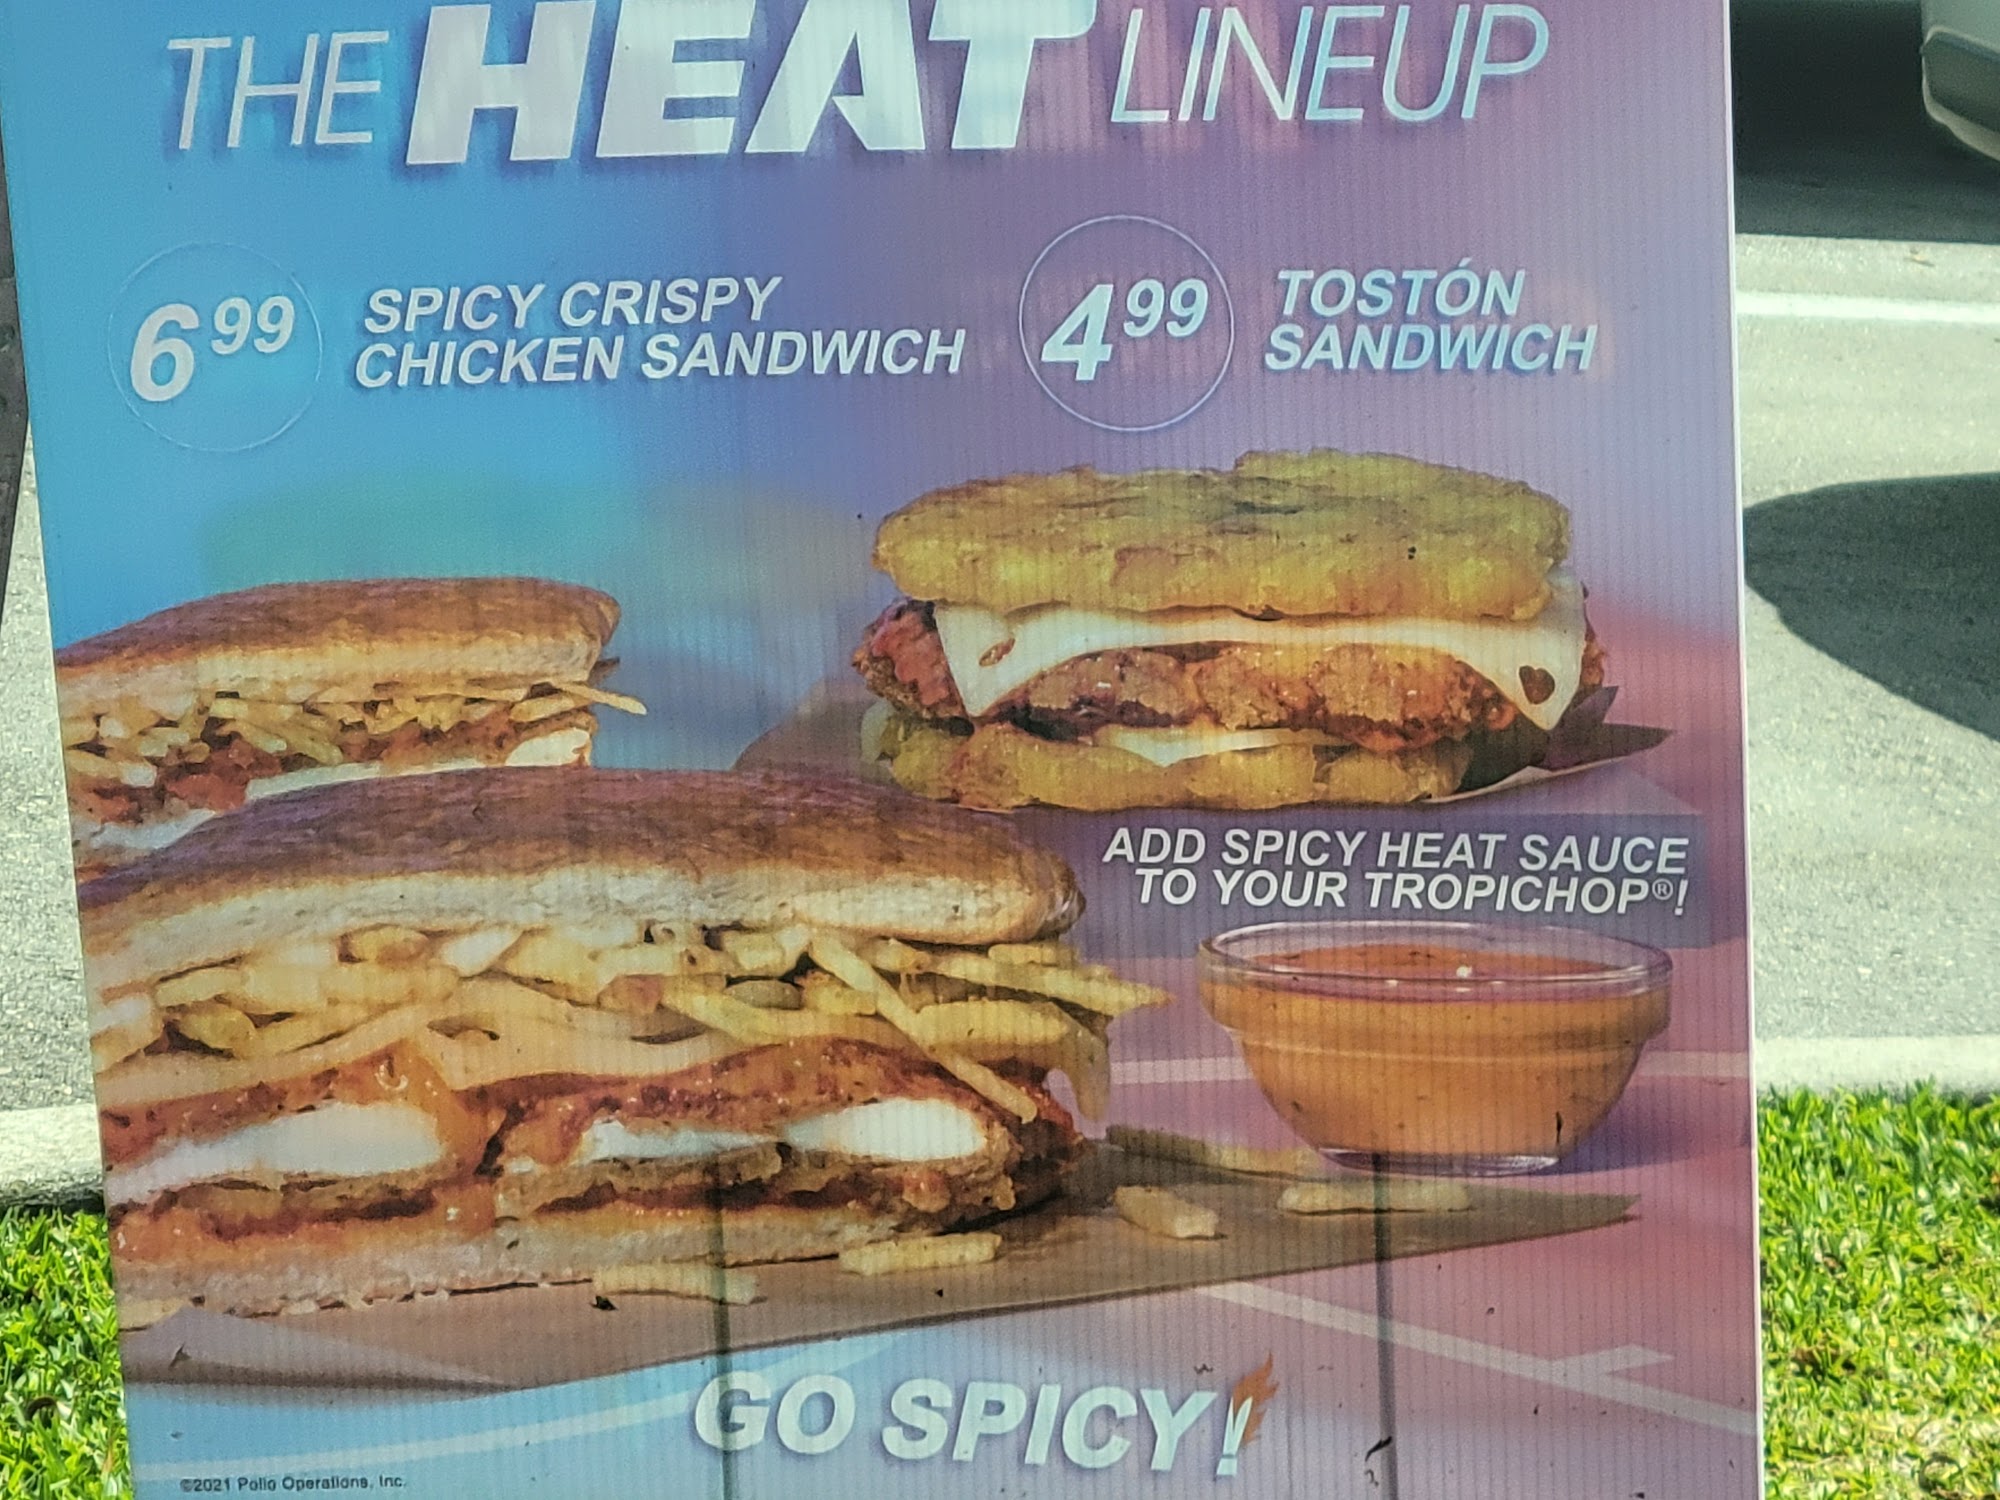 THE HEAT LINEUP
6 99 SPICY CRISPY
CHICKEN SANDWICH
4 99 TOSTÓN
SANDWICH
ADD SPICY HEAT SAUCE
TO YOUR TROPICHOP®!
GO SPICY!
©2021 Pollo Operations, Inc.